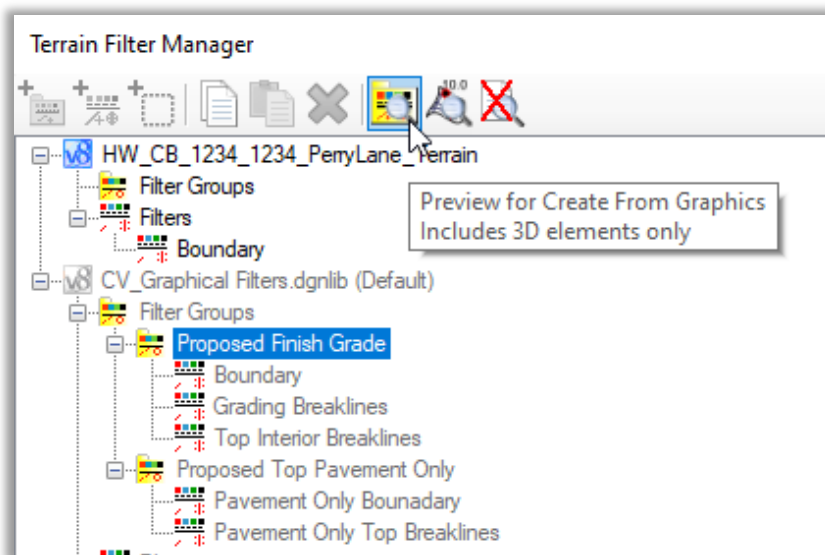 Terrain Filter Manager
10.0
v8 HW_CB_1234_1234_PerryLane_Terrain
Filter Groups
Preview for Create From Graphics
Filters
Includes 3D elements only
Boundary
v8 CV_Graphical Filters.dgnlib (Default)
Filter Groups
Proposed Finish Grade
Boundary
Grading Breaklines
Top Interior Breaklines
Proposed Top Pavement Only
Pavement Only Bounadary
Pavement Only Top Breaklines